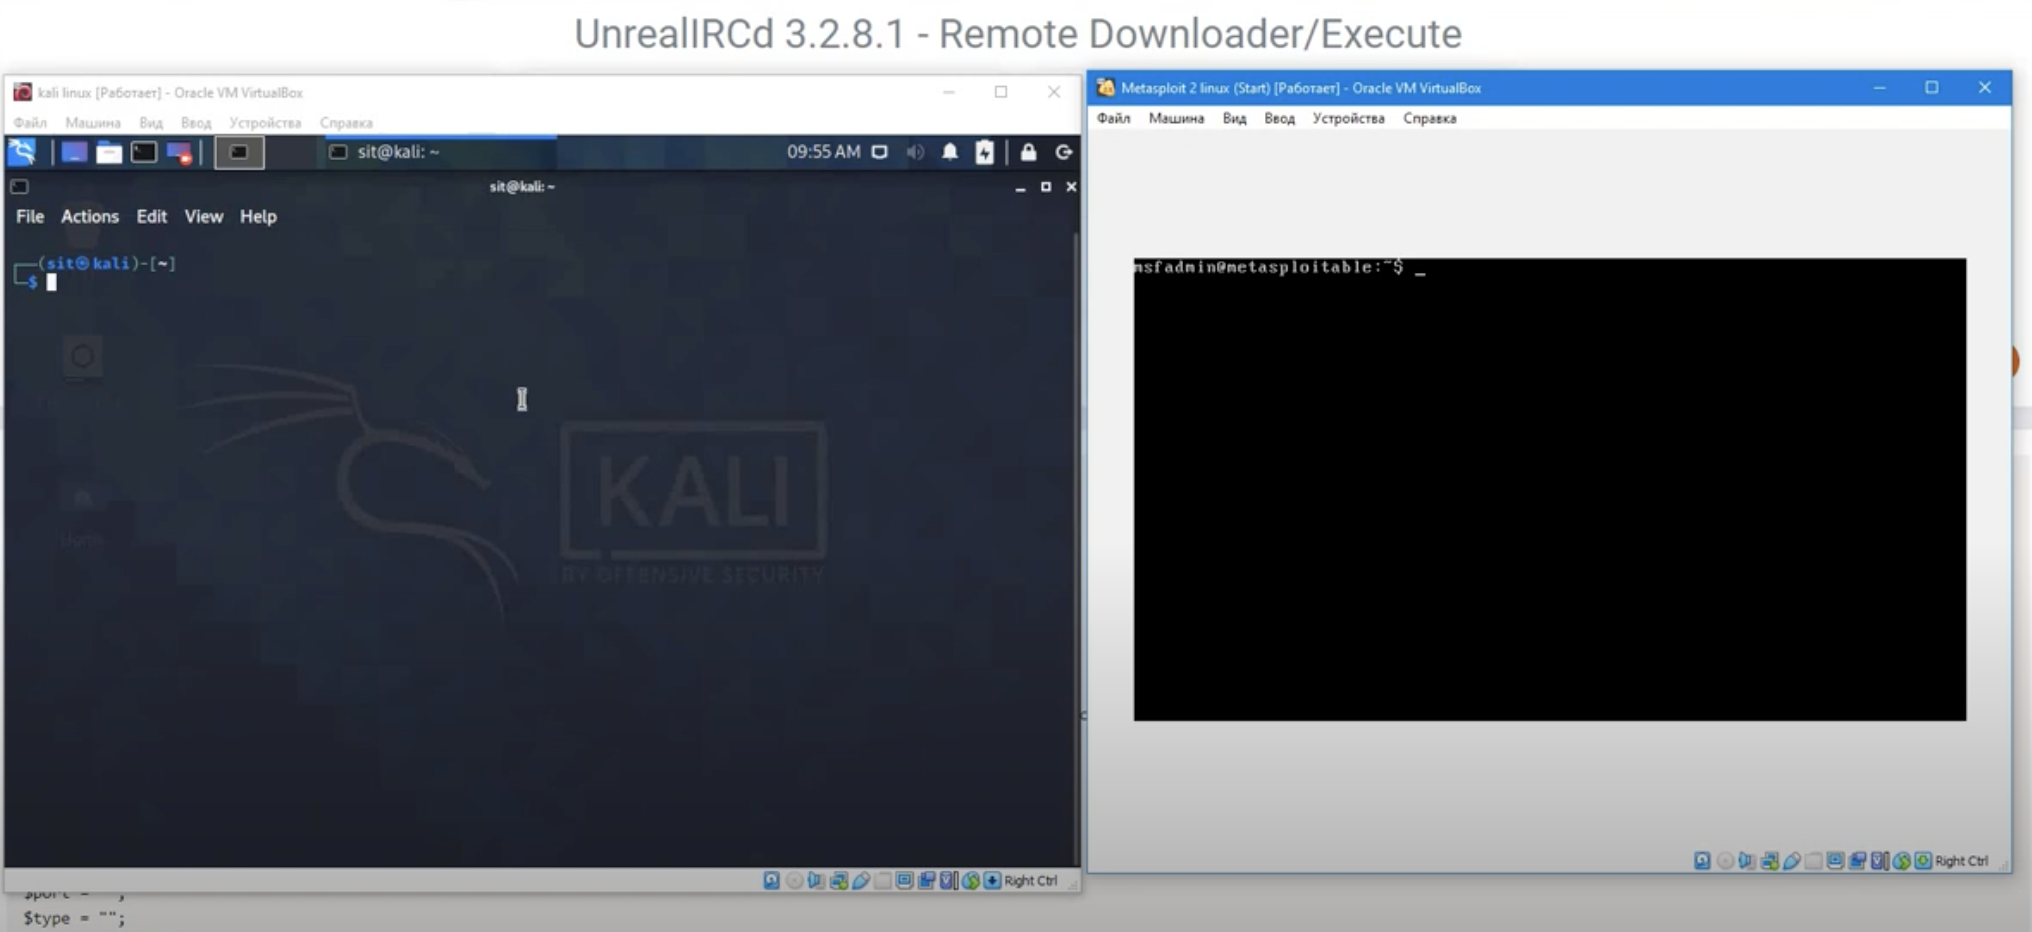 UnrealIRCd 3.2.8.1 - Remote Downloader/Execute
kali linux [Работает] - Oracle VM VirtualBox
Файл Машина Вид Ввод Устройства Справка
sit@kali: ~
09:55 AM
sit@kali: ~
File Actions Edit View Help
(sit㉿kali)-[~]
$
KALI
BY OFFENSIVE SECURITY
Right Ctrl
Metasploit 2 linux (Start) [Работает] - Oracle VM VirtualBox
Файл Машина Вид Ввод Устройства Справка
msfadmin@metasploitable:~$ _
Right Ctrl
$port = "";
$type = "";